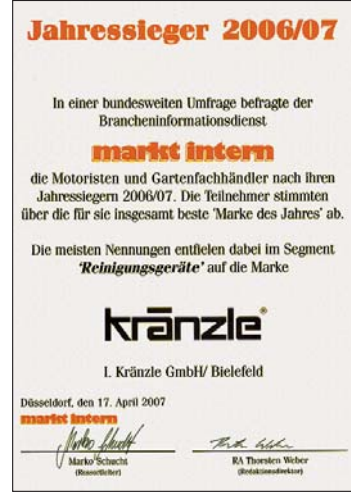 Jahressieger 2006/07
In einer bundesweiten Umfrage befragte der
Brancheninformationsdienst
markt intern
die Motoristen und Gartenfachhändler nach ihren
Jahressiegern 2006/07. Die Teilnehmer stimmten
über die für sie insgesamt beste 'Marke des Jahres' ab.
Die meisten Nennungen entfielen dabei im Segment
'Reinigungsgeräte' auf die Marke
kränzle®
I. Kränzle GmbH/ Bielefeld
Düsseldorf, den 17. April 2007
markt intern
Marko Schucht
(Ressortleiter)
RA Thorsten Weber
(Redaktionsdirektor)